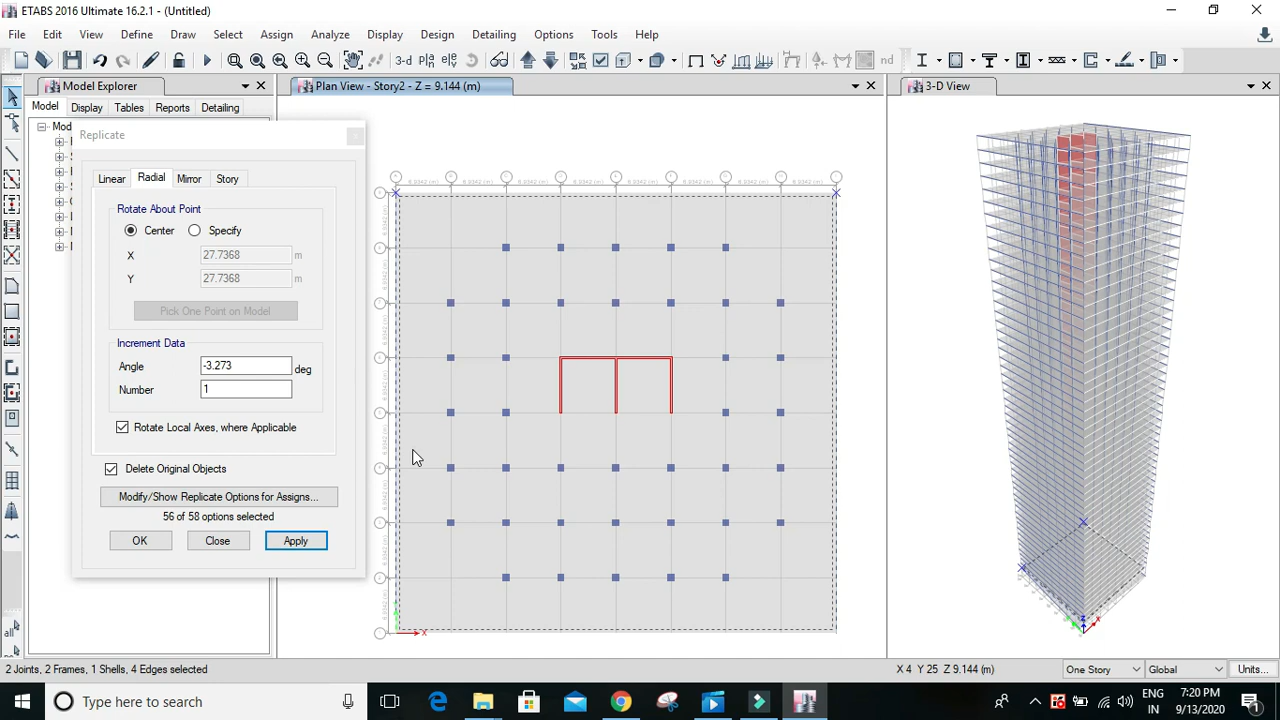 ETABS 2016 Ultimate 16.2.1 - (Untitled)
File Edit View Define Draw Select Assign Analyze Display Design Detailing Options Tools Help
3-d plan elev nd
Model Explorer
Plan View - Story2 - Z = 9.144 (m)
3-D View
Model Display Tables Reports Detailing
Replicate
Linear Radial Mirror Story
Rotate About Point
Center Specify
X 27.7368 m
Y 27.7368 m
Pick One Point on Model
Increment Data
Angle -3.273 deg
Number 1
Rotate Local Axes, where Applicable
Delete Original Objects
Modify/Show Replicate Options for Assigns...
56 of 58 options selected
OK Close Apply
X
all
2 Joints, 2 Frames, 1 Shells, 4 Edges selected
X 4 Y 25 Z 9.144 (m)
One Story Global Units...
Type here to search
ENG
IN
7:20 PM
9/13/2020